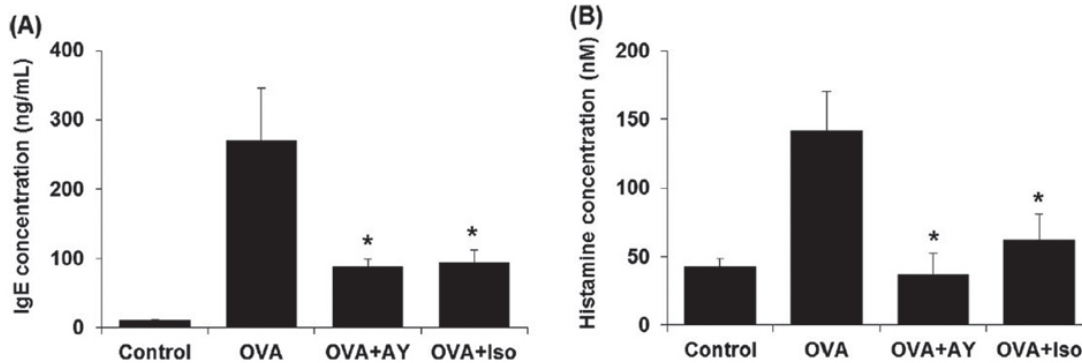 (A)
IgE concentration (ng/mL)
400
300
200
100
0
*
*
Control OVA OVA+AY OVA+Iso
(B)
Histamine concentration (nM)
200
150
100
50
0
*
*
Control OVA OVA+AY OVA+Iso